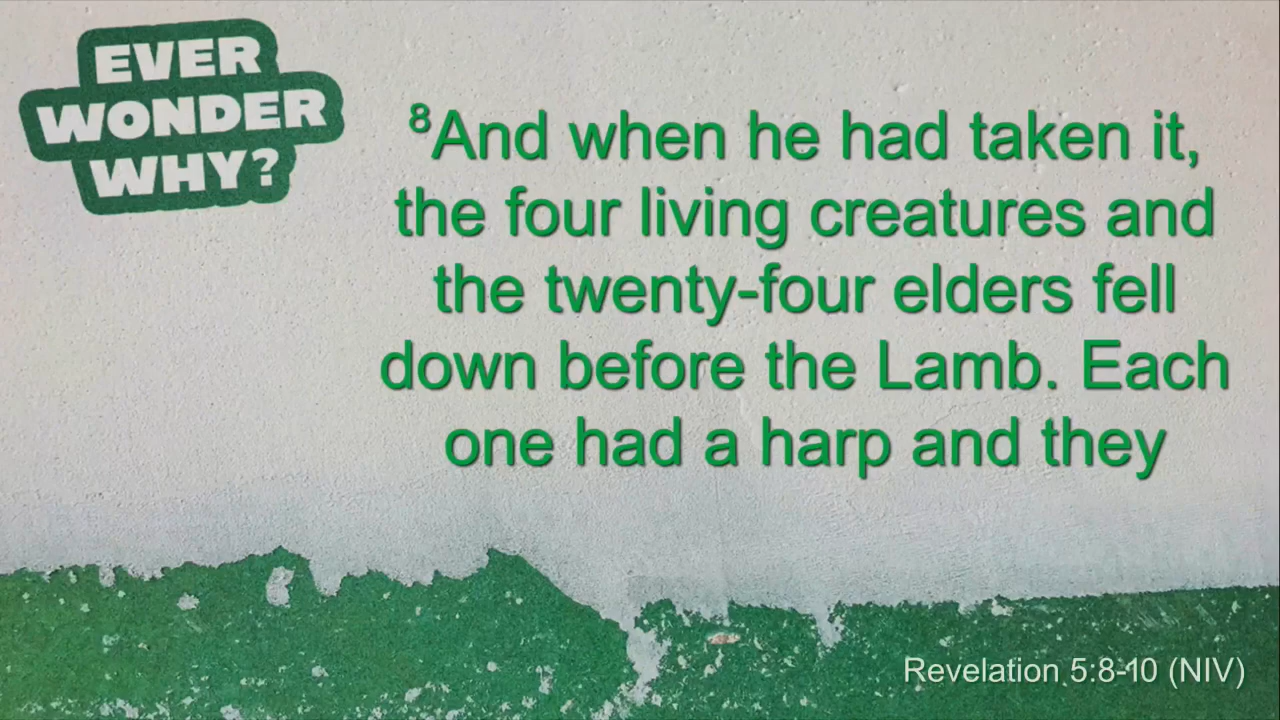 EVER
WONDER
WHY?
⁸And when he had taken it,
the four living creatures and
the twenty-four elders fell
down before the Lamb. Each
one had a harp and they
Revelation 5:8-10 (NIV)